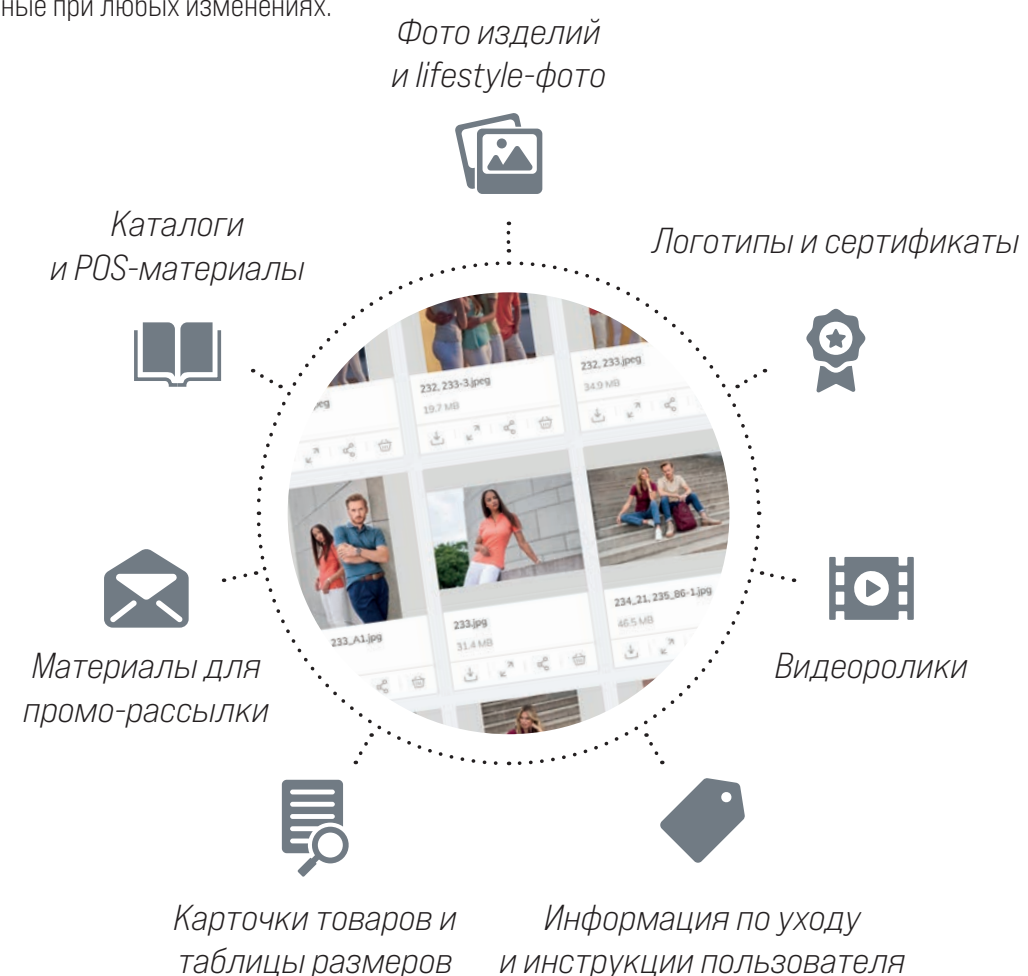 ные при любых изменениях.
Фото изделий
и lifestyle-фото
Каталоги
и POS-материалы
Логотипы и сертификаты
232, 233-3.jpeg
19.7 MB
232, 233.jpeg
34.9 MB
233_A1.jpg
233.jpg
31.4 MB
234_21, 235_86-1.jpg
46.5 MB
Материалы для
промо-рассылки
Видеоролики
Карточки товаров и
таблицы размеров
Информация по уходу
и инструкции пользователя